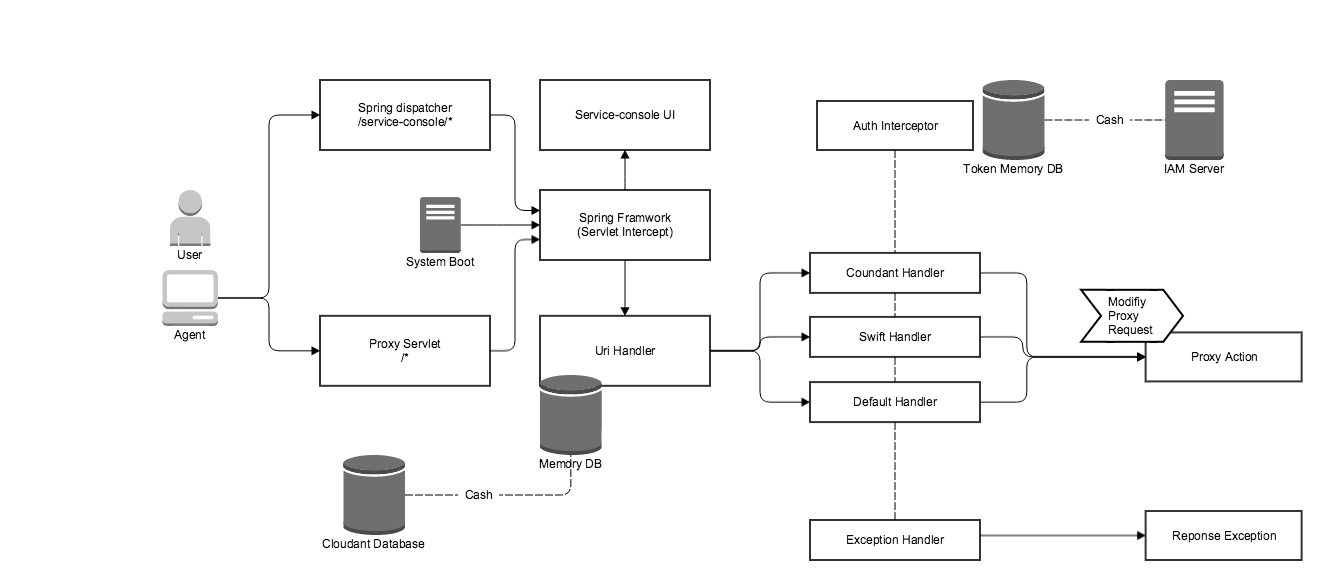 Spring dispatcher
/service-console/*
Service-console UI
Auth Interceptor
Cash
Token Memory DB
IAM Server
User
System Boot
Spring Framwork
(Servlet Intercept)
Agent
Proxy Servlet
/*
Uri Handler
Coundant Handler
Swift Handler
Default Handler
Modifiy
Proxy
Request
Proxy Action
Memory DB
Cash
Cloudant Database
Exception Handler
Reponse Exception